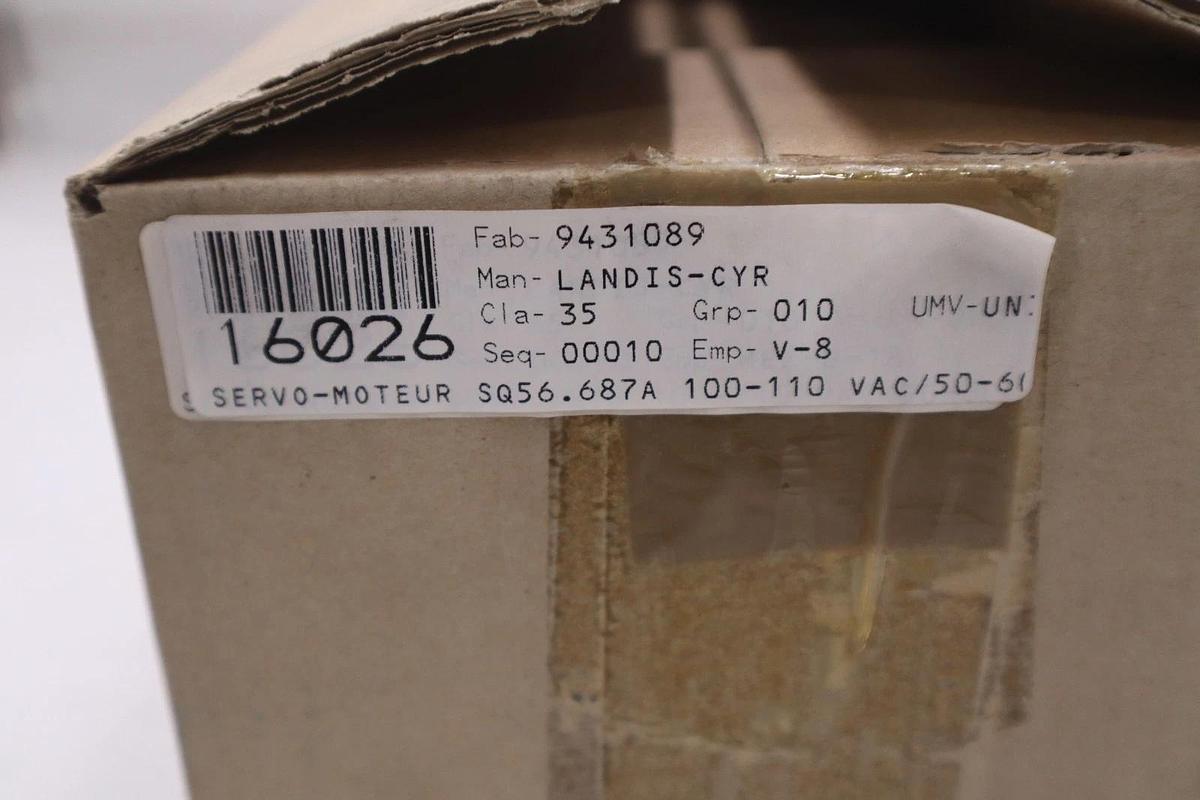 Fab- 9431089
Man- LANDIS-CYR
Cla- 35 Grp- 010 UMV-UN
16026
Seq- 00010 Emp- V-8
SERVO-MOTEUR SQ56.687A 100-110 VAC/50-6